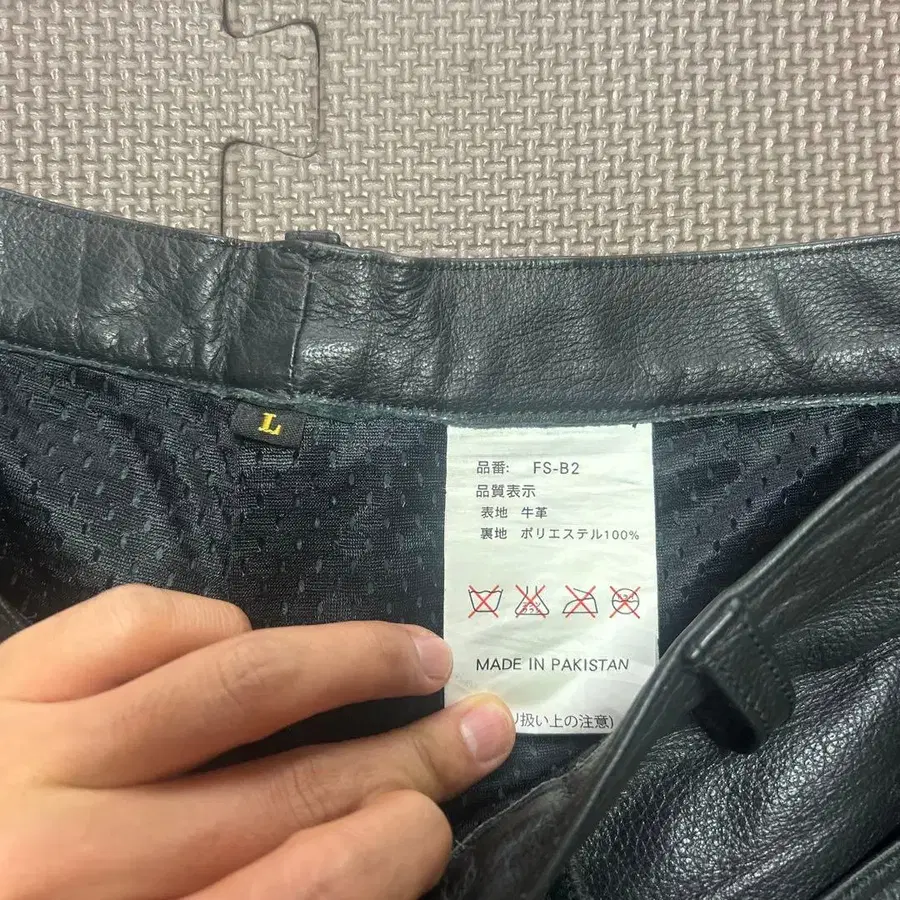 L
品番: FS-B2
品質表示
表地 牛革
裏地 ポリエステル100%
MADE IN PAKISTAN
扱い上の注意)